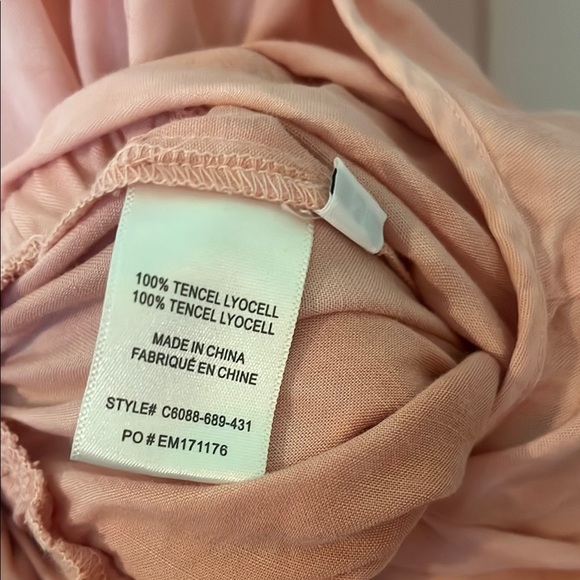 100% TENCEL LYOCELL
100% TENCEL LYOCELL
MADE IN CHINA
FABRIQUÉ EN CHINE
STYLE# C6088-689-431
PO # EM171176